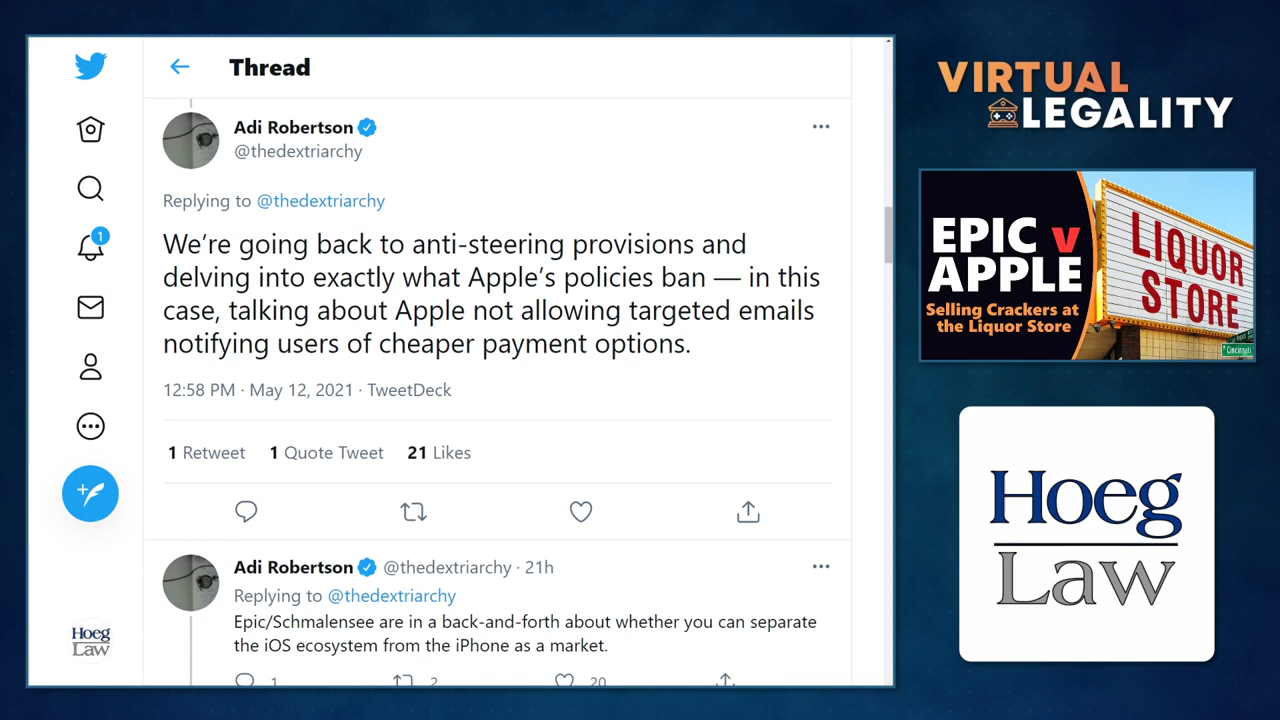 Thread
Adi Robertson
@thedextriarchy
Replying to @thedextriarchy
We’re going back to anti-steering provisions and
delving into exactly what Apple’s policies ban — in this
case, talking about Apple not allowing targeted emails
notifying users of cheaper payment options.
12:58 PM · May 12, 2021 · TweetDeck
1 Retweet 1 Quote Tweet 21 Likes
Adi Robertson @thedextriarchy · 21h
Replying to @thedextriarchy
Epic/Schmalensee are in a back-and-forth about whether you can separate
the iOS ecosystem from the iPhone as a market.
1 2 20
1
Hoeg
Law
VIRTUAL
LEGALITY
EPIC v
APPLE
Selling Crackers at
the Liquor Store
LIQUOR
STORE
Cincinnati
Hoeg
Law